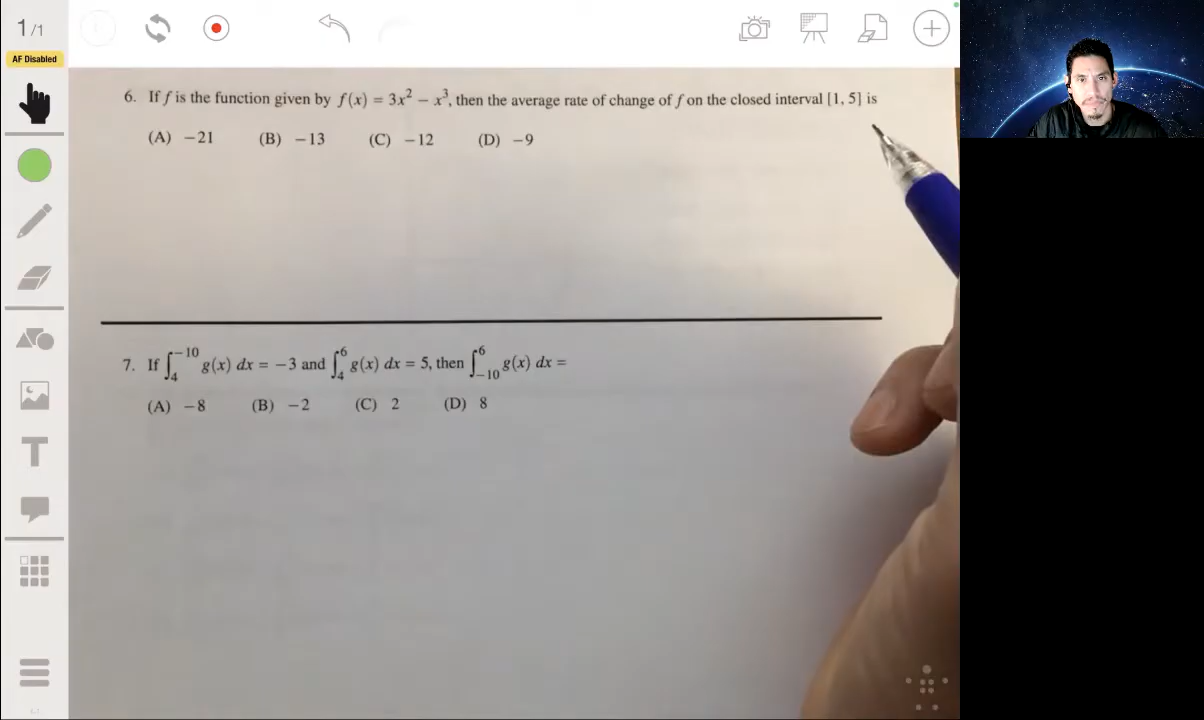 1/1
AF Disabled
6. If f is the function given by f(x) = 3x² − x³, then the average rate of change of f on the closed interval [1, 5] is
(A) −21 (B) −13 (C) −12 (D) −9
7. If ∫₄⁻¹⁰ g(x) dx = −3 and ∫₄⁶ g(x) dx = 5, then ∫₋₁₀⁶ g(x) dx =
(A) −8 (B) −2 (C) 2 (D) 8
T